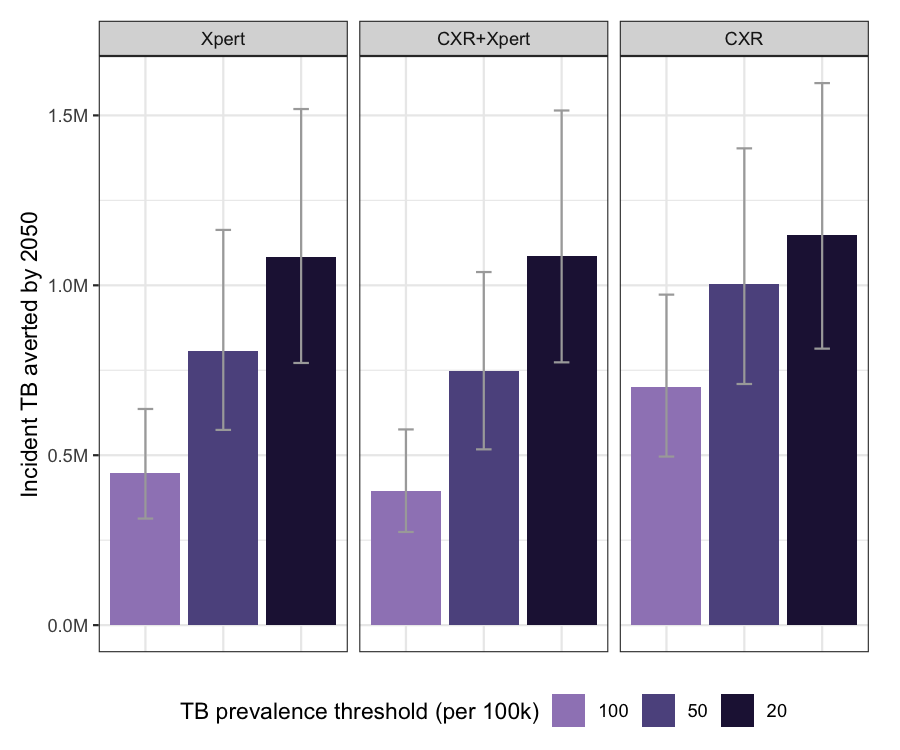 Xpert
CXR+Xpert
CXR
Incident TB averted by 2050
1.5M
1.0M
0.5M
0.0M
TB prevalence threshold (per 100k) 100 50 20